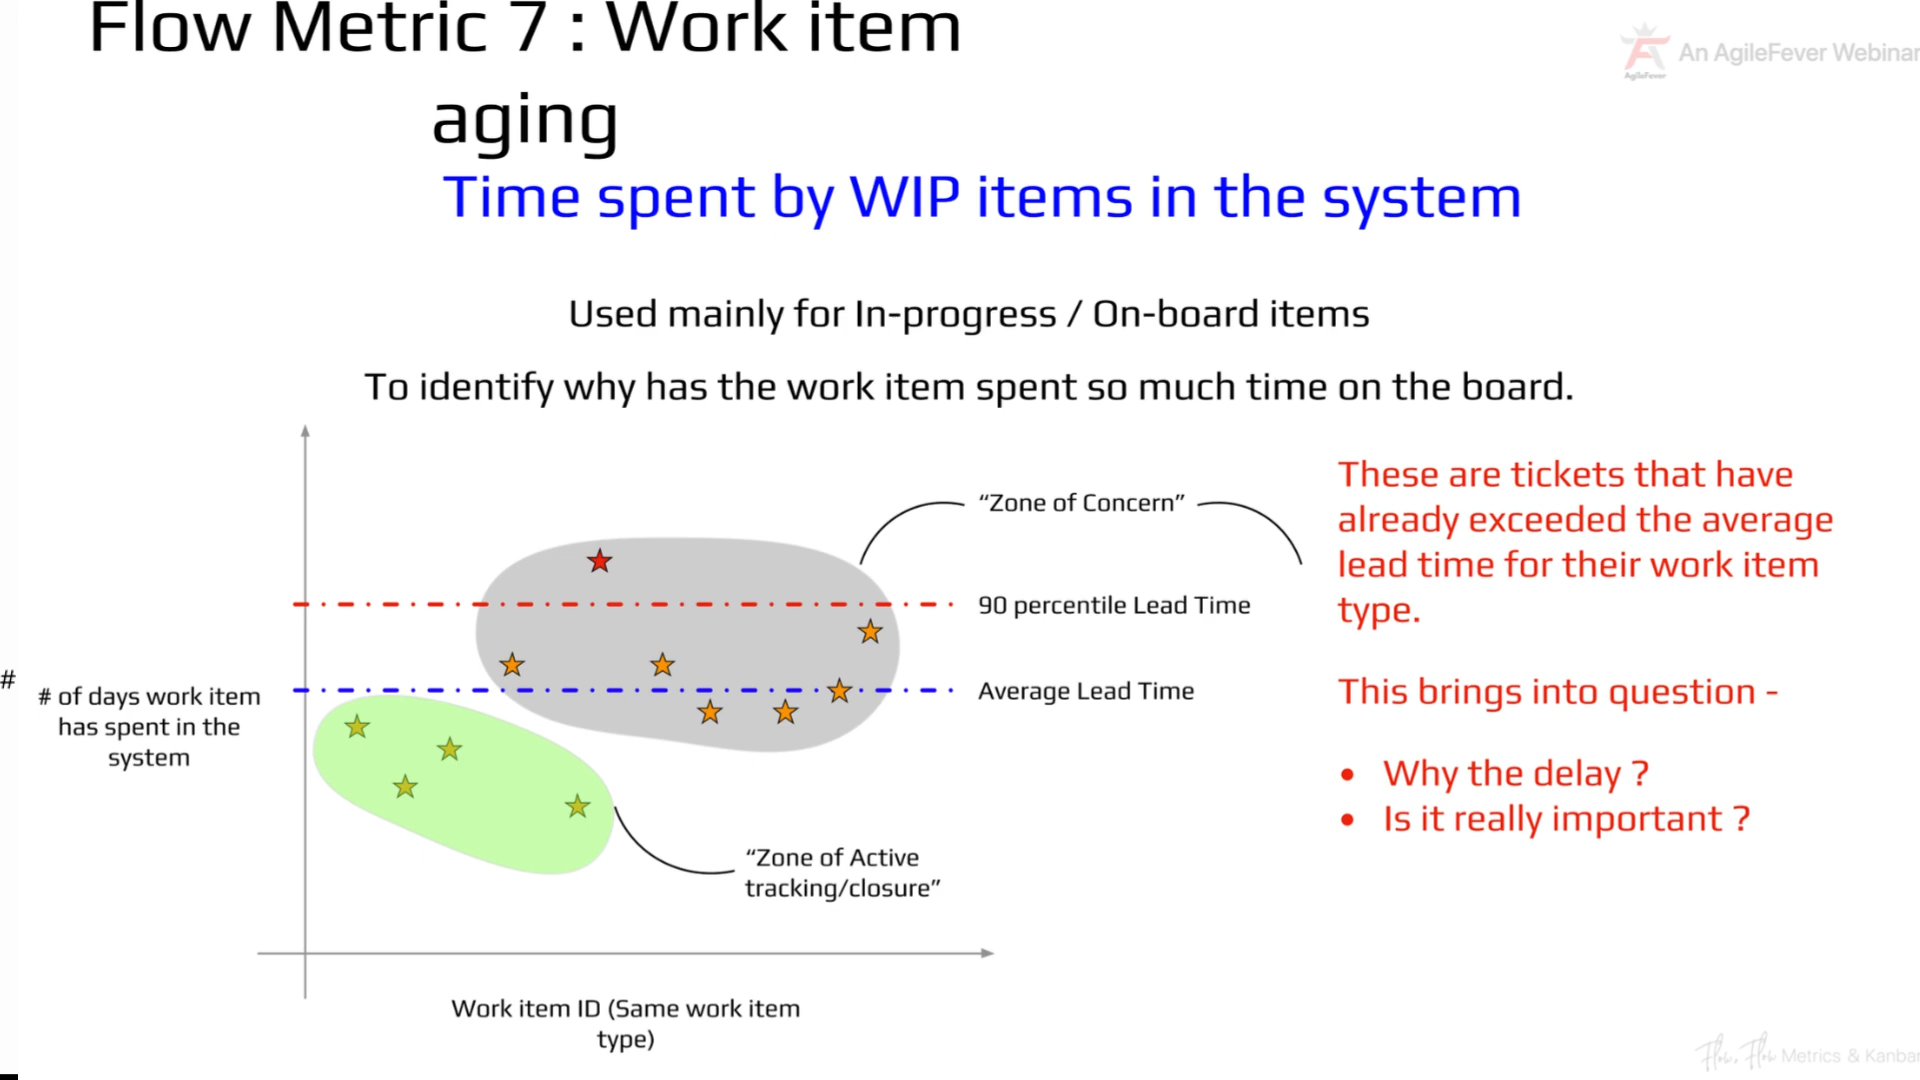 Flow Metric 7 : Work item
aging
An AgileFever Webinar
AgileFever
Time spent by WIP items in the system
Used mainly for In-progress / On-board items
To identify why has the work item spent so much time on the board.
#
# of days work item
has spent in the
system
“Zone of Concern”
90 percentile Lead Time
Average Lead Time
“Zone of Active
tracking/closure”
Work item ID (Same work item
type)
These are tickets that have
already exceeded the average
lead time for their work item
type.
This brings into question -
• Why the delay ?
• Is it really important ?
Flow, Flow Metrics & Kanban